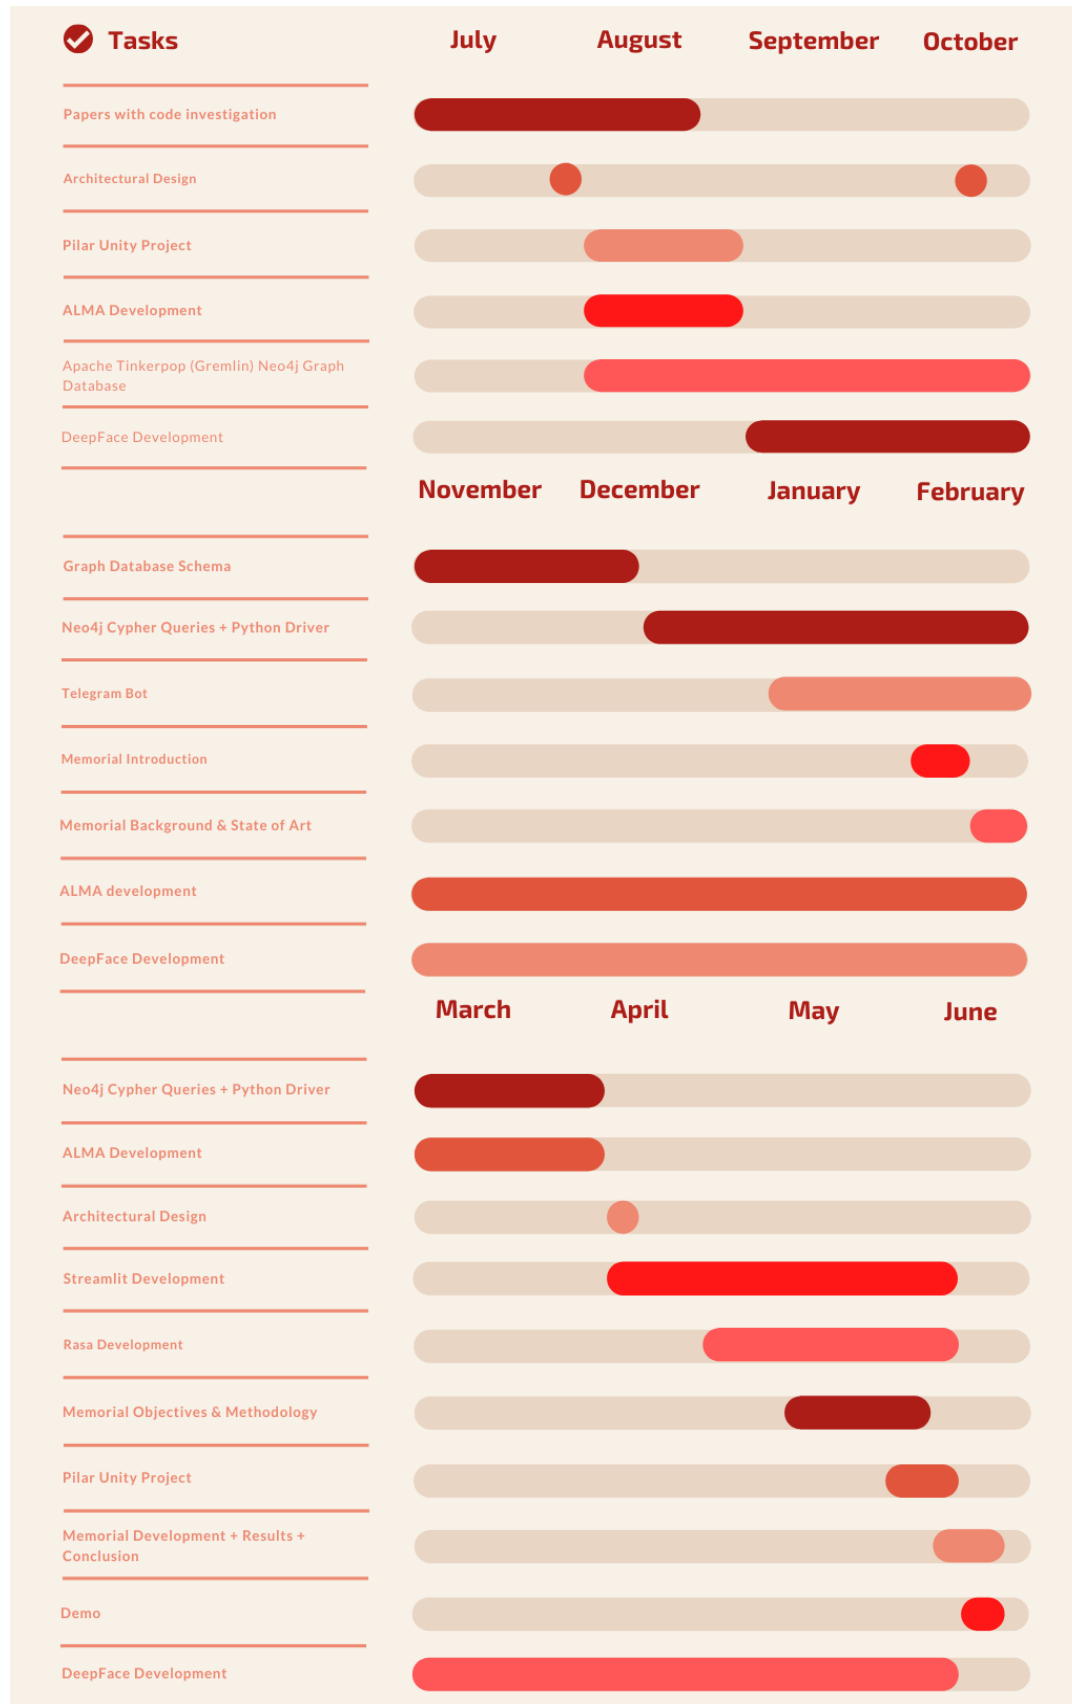 Tasks July August September October
Papers with code investigation
Architectural Design
Pilar Unity Project
ALMA Development
Apache Tinkerpop (Gremlin) Neo4j Graph
Database
DeepFace Development
November December January February
Graph Database Schema
Neo4j Cypher Queries + Python Driver
Telegram Bot
Memorial Introduction
Memorial Background & State of Art
ALMA development
DeepFace Development
March April May June
Neo4j Cypher Queries + Python Driver
ALMA Development
Architectural Design
Streamlit Development
Rasa Development
Memorial Objectives & Methodology
Pilar Unity Project
Memorial Development + Results +
Conclusion
Demo
DeepFace Development